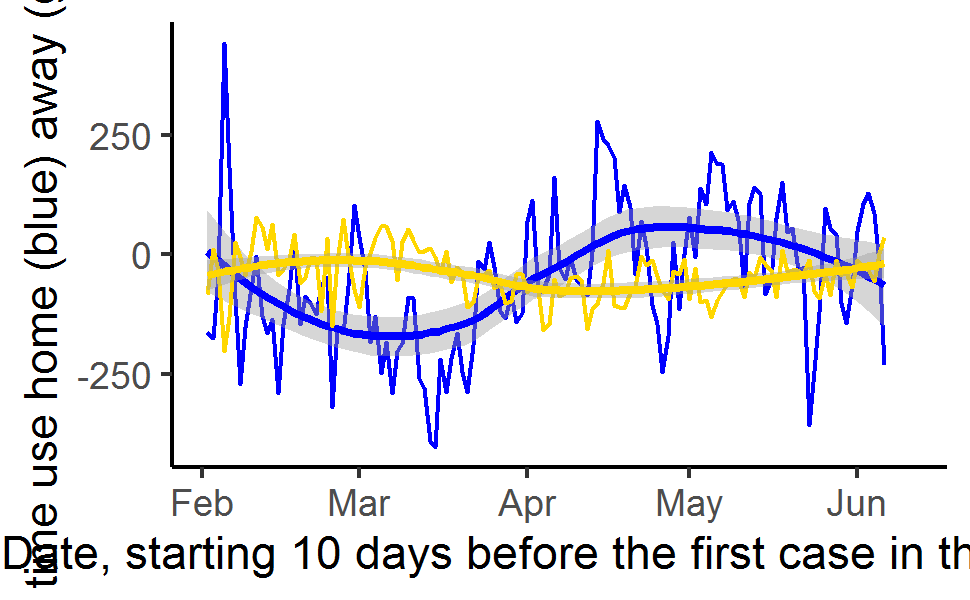 time use home (blue) away (
250
0
-250
Feb Mar Apr May Jun
Date, starting 10 days before the first case in th